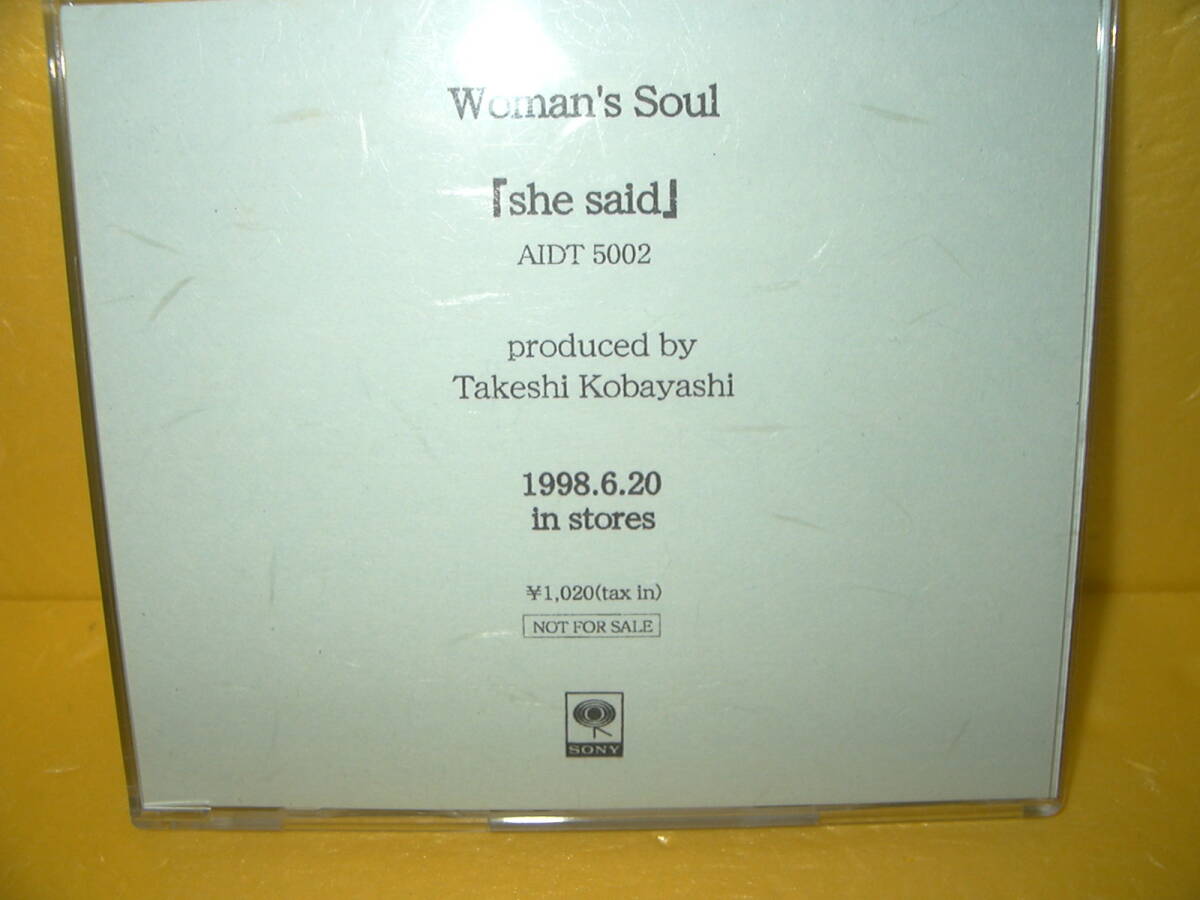 Woman's Soul
「she said」
AIDT 5002
produced by
Takeshi Kobayashi
1998.6.20
in stores
¥1,020(tax in)
NOT FOR SALE
SONY